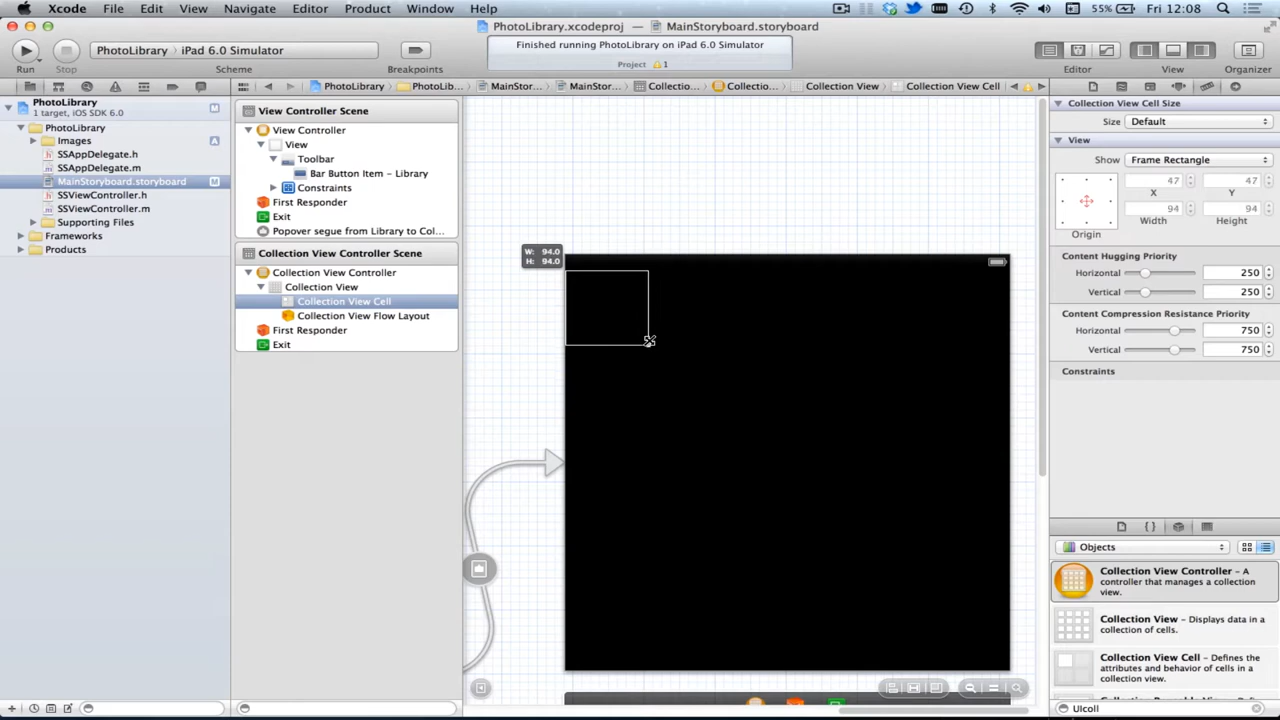 Xcode File Edit View Navigate Editor Product Window Help
55% Fri 12:08
PhotoLibrary.xcodeproj — MainStoryboard.storyboard
PhotoLibrary iPad 6.0 Simulator
Finished running PhotoLibrary on iPad 6.0 Simulator
Project 1
Run Stop Scheme Breakpoints Editor View Organizer
PhotoLibrary PhotoLib... MainStor... MainStor... Collectio... Collectio... Collection View Collection View Cell
PhotoLibrary M
1 target, iOS SDK 6.0
PhotoLibrary
Images A
SSAppDelegate.h
SSAppDelegate.m
MainStoryboard.storyboard M
SSViewController.h
SSViewController.m
Supporting Files
Frameworks
Products
View Controller Scene
View Controller
View
Toolbar
Bar Button Item – Library
Constraints
First Responder
Exit
Popover segue from Library to Col...
Collection View Controller Scene
Collection View Controller
Collection View
Collection View Cell
Collection View Flow Layout
First Responder
Exit
W: 94.0
H: 94.0
Collection View Cell Size
Size Default
View
Show Frame Rectangle
47 47
X Y
94 94
Width Height
Origin
Content Hugging Priority
Horizontal 250
Vertical 250
Content Compression Resistance Priority
Horizontal 750
Vertical 750
Constraints
Objects
Collection View Controller – A
controller that manages a collection
view.
Collection View – Displays data in a
collection of cells.
Collection View Cell – Defines the
attributes and behavior of cells in a
collection view.
UIcoll